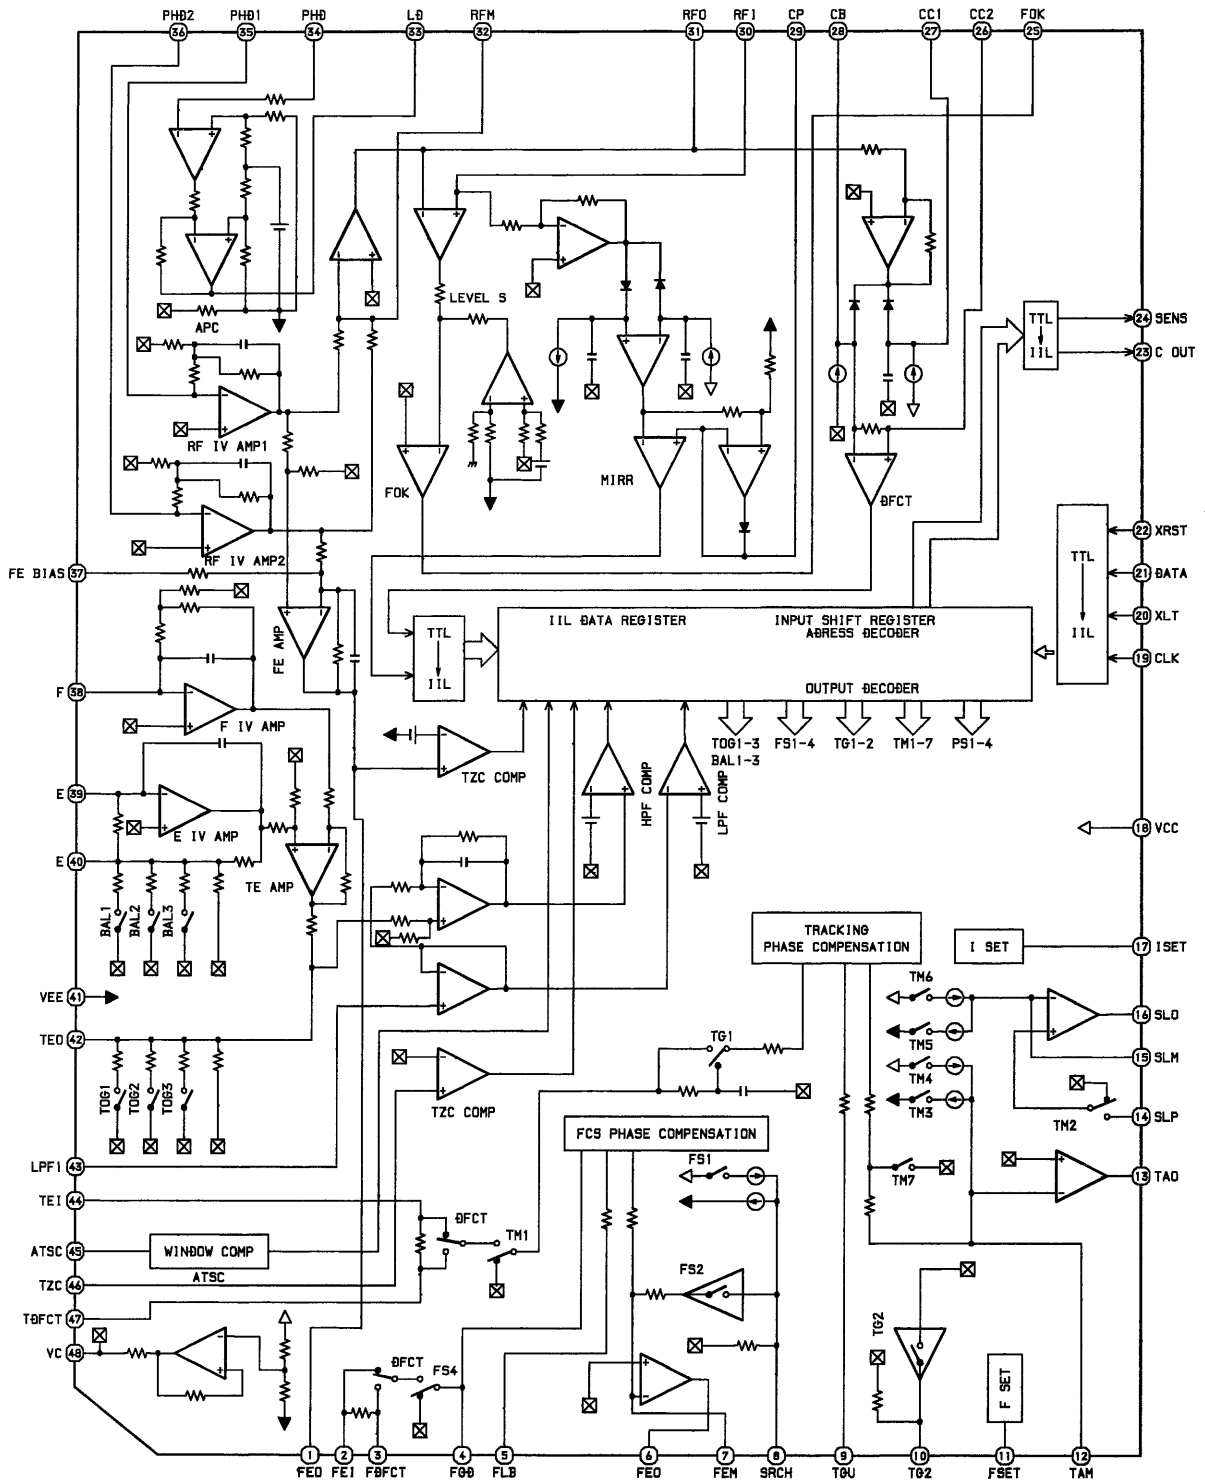 PHD2 PHD1 PHD LD RFM RFO RFI CP CB CC1 CC2 FOK
36 35 34 33 32 31 30 29 28 27 26 25
LEVEL S
APC
TTL
IIL
24 SENS
23 C OUT
RF IV AMP1
FOK
MIRR
DFCT
RF IV AMP2
FE BIAS 37
22 XRST
21 DATA
20 XLT
19 CLK
TTL
IIL
FE AMP
TTL
IIL
IIL DATA REGISTER
INPUT SHIFT REGISTER
ADRESS DECODER
OUTPUT DECODER
F 38
F IV AMP
TOG1-3
BAL1-3
FS1-4
TG1-2
TM1-7
PS1-4
TZC COMP
HPF COMP
LPF COMP
E 39
E IV AMP
18 VCC
E 40
TE AMP
BAL1
BAL2
BAL3
TRACKING
PHASE COMPENSATION
I SET
17 ISET
VEE 41
TM6
TM5
TM4
TM3
16 SLO
15 SLM
TEO 42
TG1
TOG1
TOG2
TOG3
TZC COMP
TM2
14 SLP
FCS PHASE COMPENSATION
LPF1 43
FS1
TM7
13 TAO
TEI 44
DFCT
TM1
ATSC 45
WINDOW COMP
ATSC
TZC 46
FS2
TDFCT 47
VC 48
TG2
DFCT
FS4
F SET
1 2 3 4 5 6 7 8 9 10 11 12
FEO FEI FDFCT FGD FLB FEO FEM SRCH TGU TG2 FSET TAM